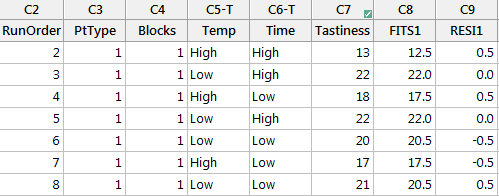 C2 C3 C4 C5-T C6-T C7 C8 C9
RunOrder PtType Blocks Temp Time Tastiness FITS1 RESI1
2 1 1 High High 13 12.5 0.5
3 1 1 Low High 22 22.0 0.0
4 1 1 High Low 18 17.5 0.5
5 1 1 Low High 22 22.0 0.0
6 1 1 Low Low 20 20.5 -0.5
7 1 1 High Low 17 17.5 -0.5
8 1 1 Low Low 21 20.5 0.5